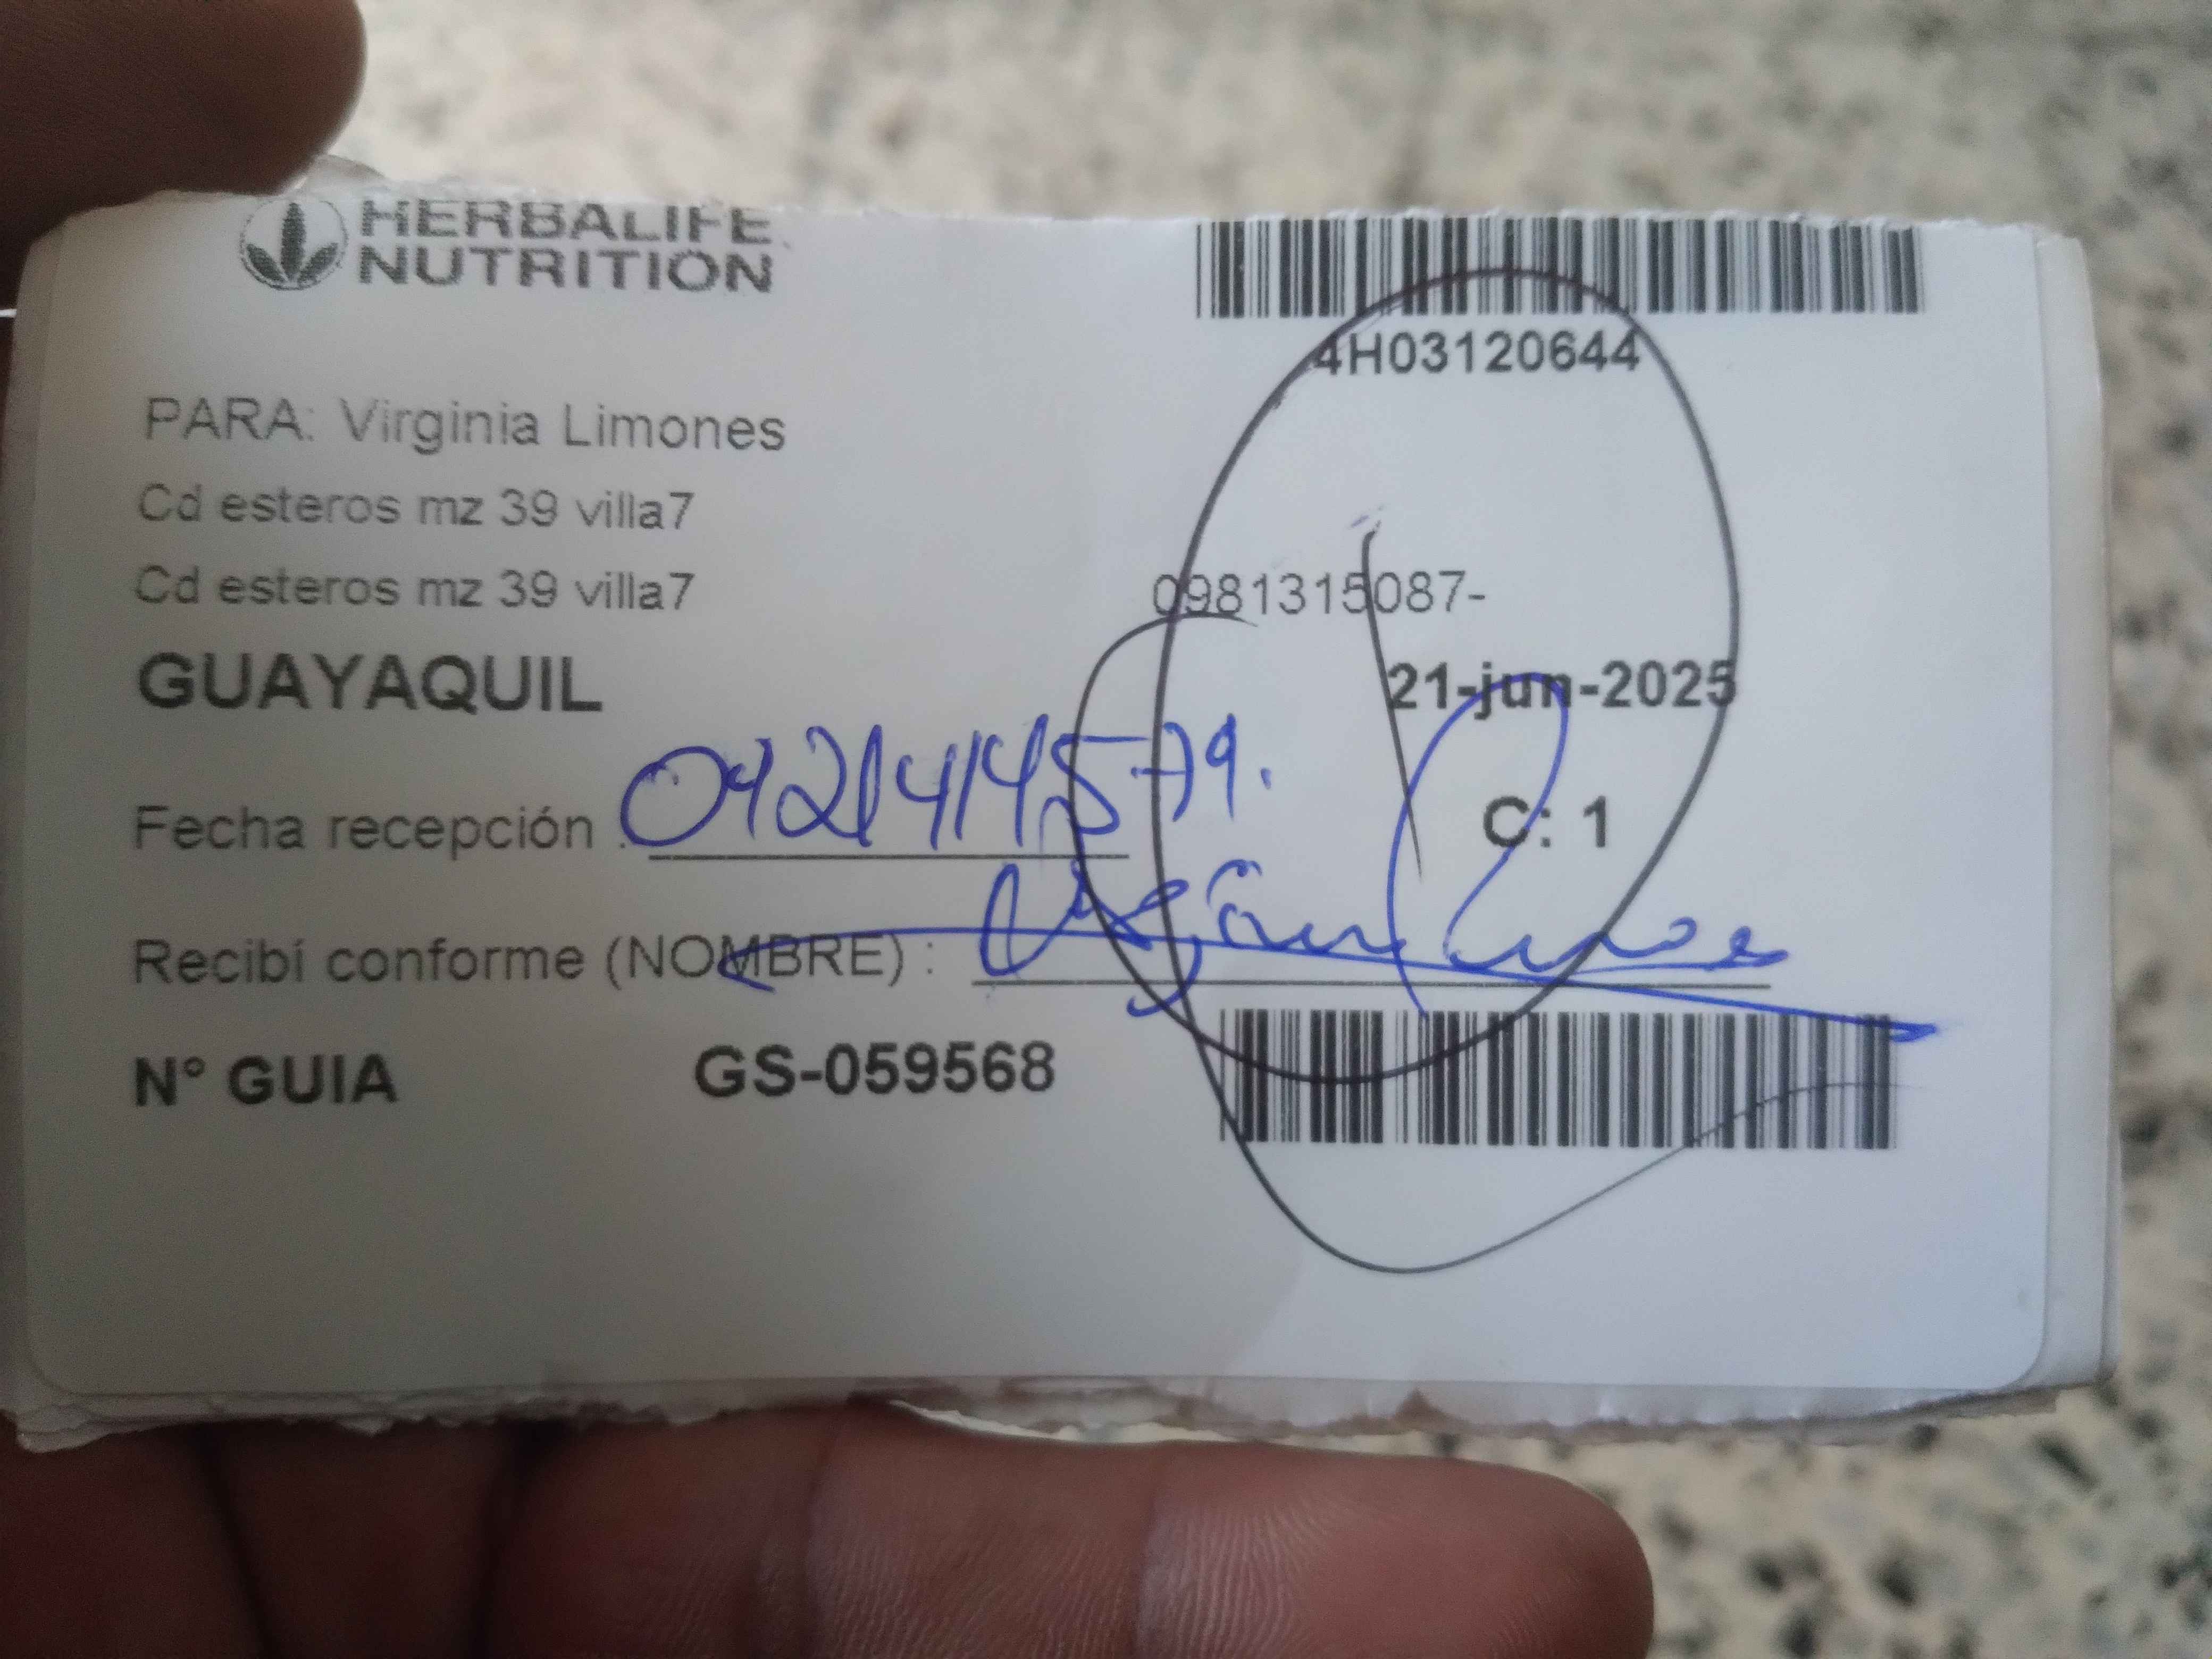 HERBALIFE
NUTRITION
4H03120644
PARA: Virginia Limones
Cd esteros mz 39 villa7
Cd esteros mz 39 villa7
0981315087-
GUAYAQUIL
21-jun-2025
Fecha recepción :
C: 1
Recibí conforme (NOMBRE) :
N° GUIA GS-059568